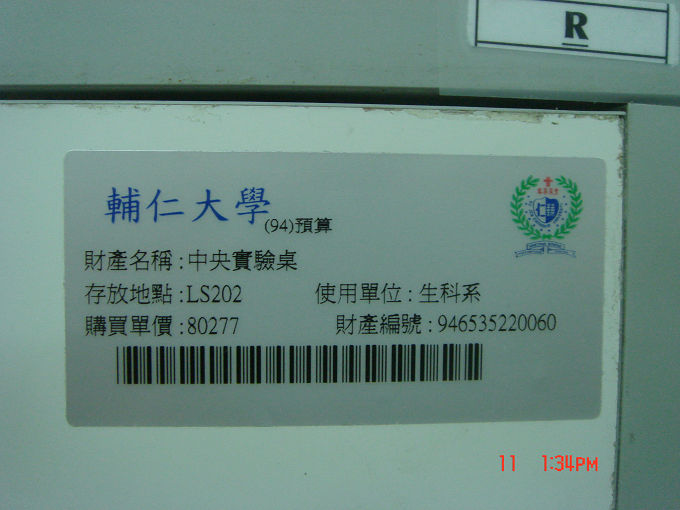 R
輔仁大學(94)預算
財產名稱:中央實驗桌
存放地點:LS202 使用單位:生科系
購買單價:80277 財產編號:946535220060
11 1:34PM